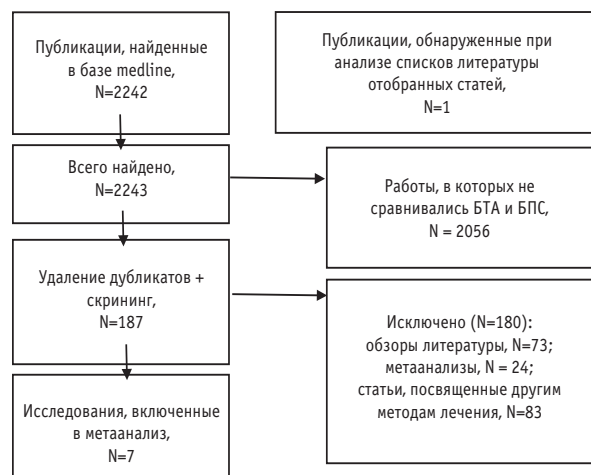 Публикации, найденные
в базе medline,
N=2242
Публикации, обнаруженные при
анализе списков литературы
отобранных статей,
N=1
Всего найдено,
N=2243
Работы, в которых не
сравнивались БТА и БПС,
N = 2056
Удаление дубликатов +
скрининг,
N=187
Исключено (N=180):
обзоры литературы, N=73;
метаанализы, N = 24;
статьи, посвященные другим
методам лечения, N=83
Исследования, включенные
в метаанализ,
N=7